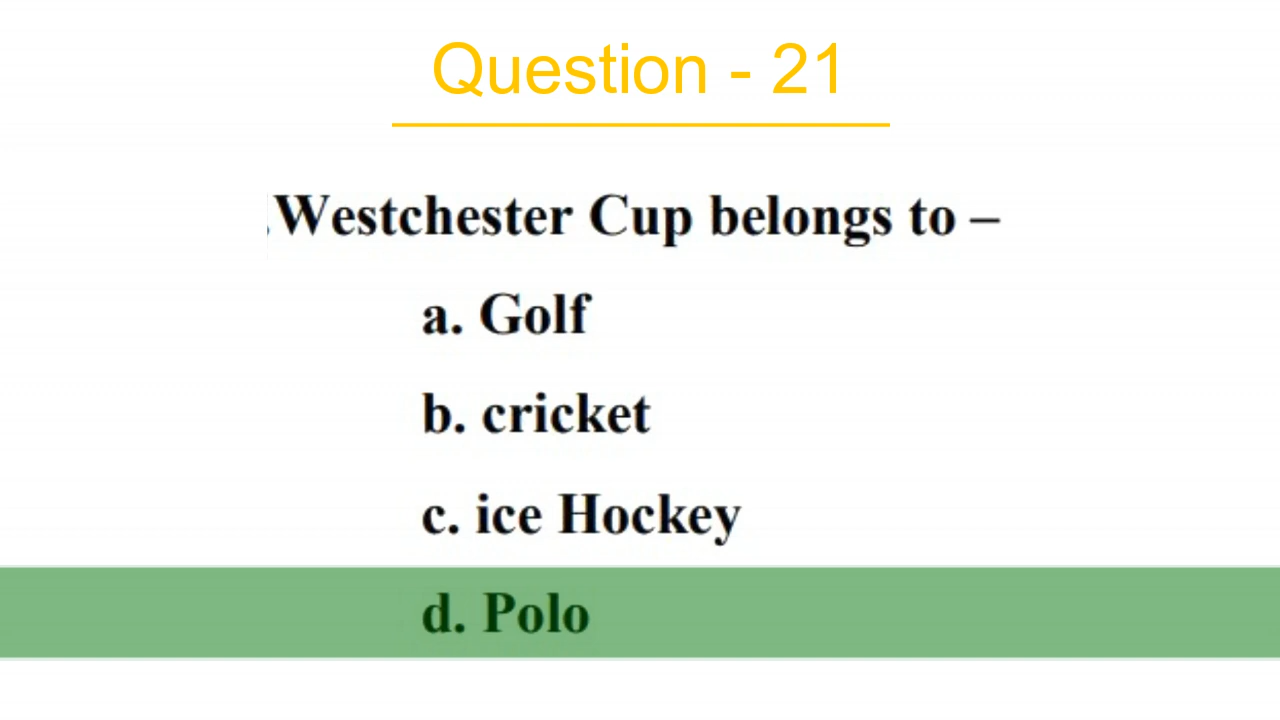 Question - 21
Westchester Cup belongs to –
a. Golf
b. cricket
c. ice Hockey
d. Polo